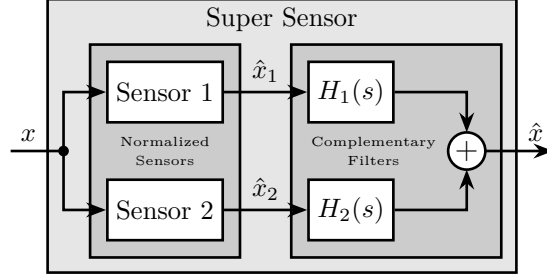 Super Sensor
x
Sensor 1
x̂₁
H₁(s)
Normalized
Sensors
Complementary
Filters
+
x̂
Sensor 2
x̂₂
H₂(s)